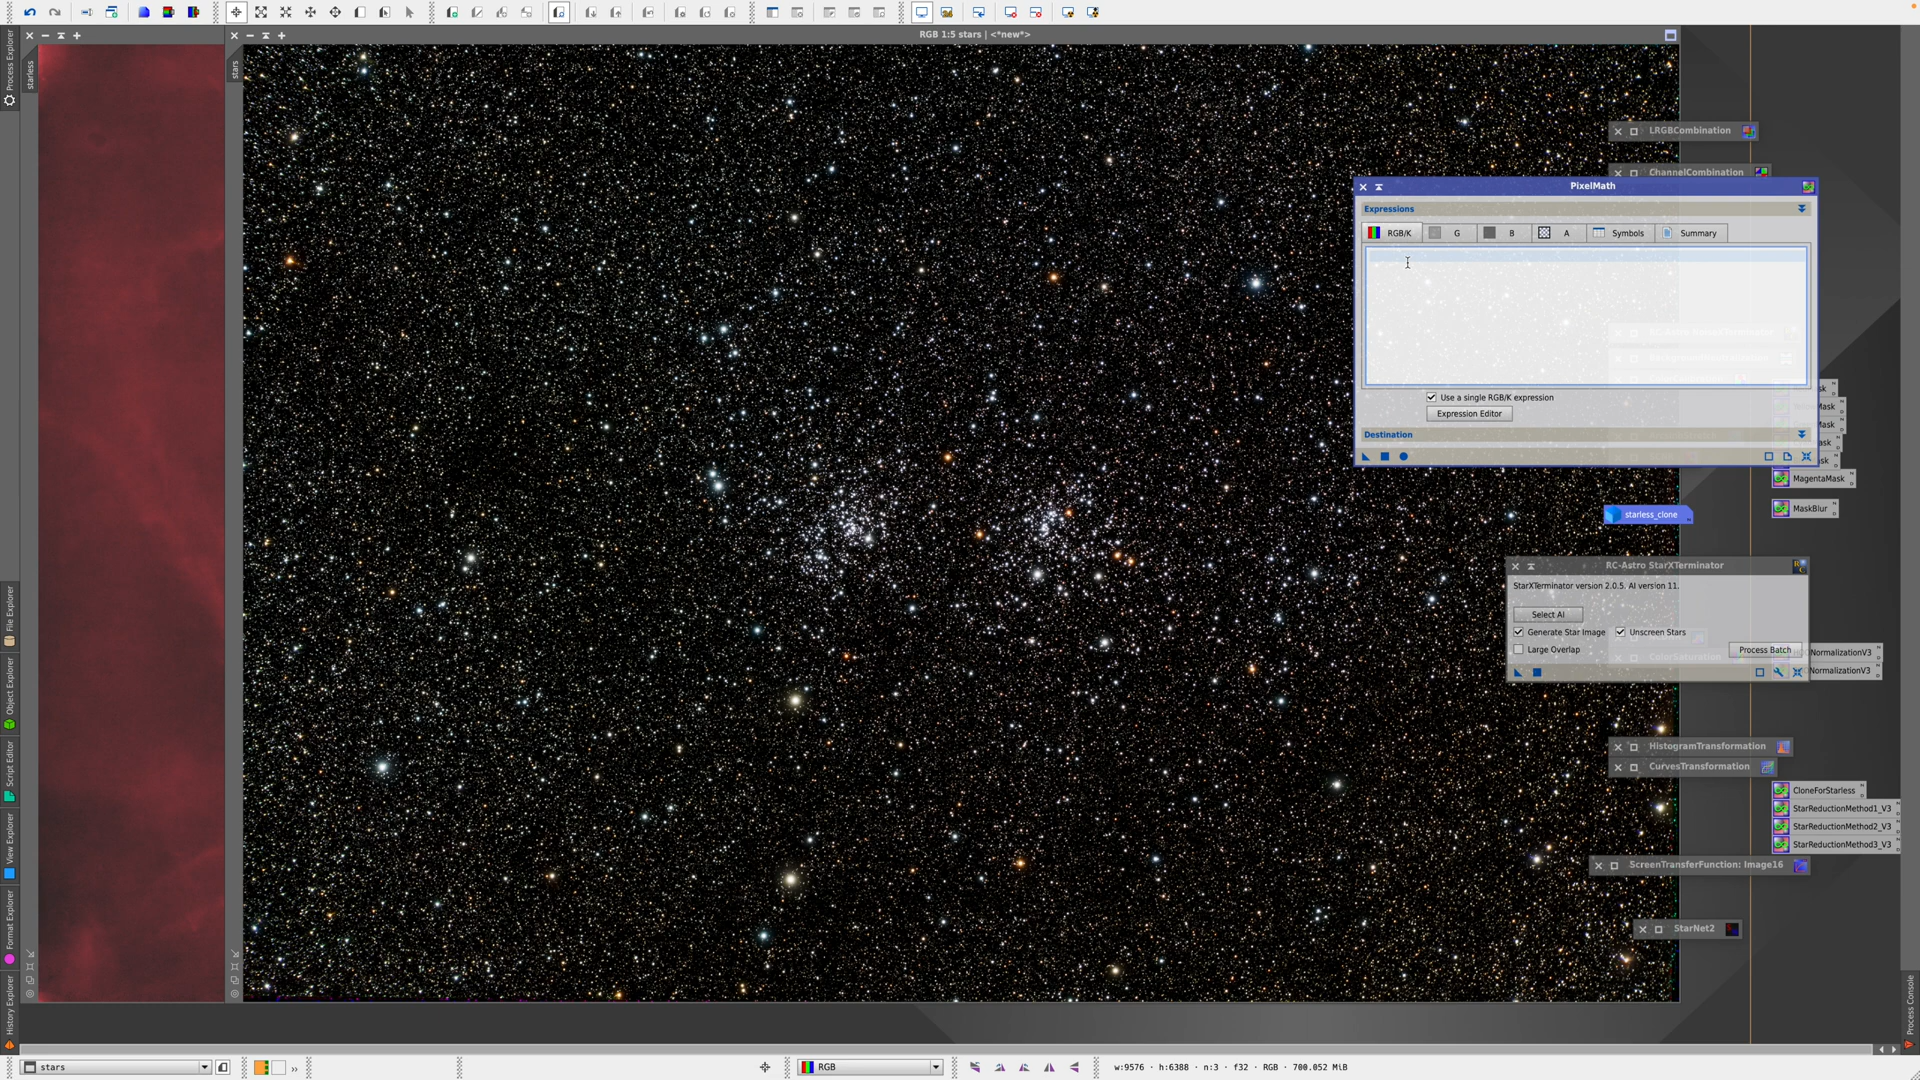 RGB 1:5 stars | <*new*>
Process Explorer
starless
stars
LRGBCombination
ChannelCombination
PixelMath
Expressions
RGB/K
G
B
A
Symbols
Summary
Use a single RGB/K expression
Expression Editor
Destination
MagentaMask
MaskBlur
starless_clone
RC-Astro StarXTerminator
StarXTerminator version 2.0.5. AI version 11.
Select AI
Generate Star Image
Unscreen Stars
Large Overlap
Process Batch
ColorSaturation
NormalizationV3
NormalizationV3
HistogramTransformation
CurvesTransformation
CloneForStarless
StarReductionMethod1_V3
StarReductionMethod2_V3
StarReductionMethod3_V3
ScreenTransferFunction: Image16
StarNet2
File Explorer
Object Explorer
Script Editor
View Explorer
Format Explorer
History Explorer
Process Console
stars
RGB
w:9576 · h:6388 · n:3 · f32 · RGB · 700.052 MiB